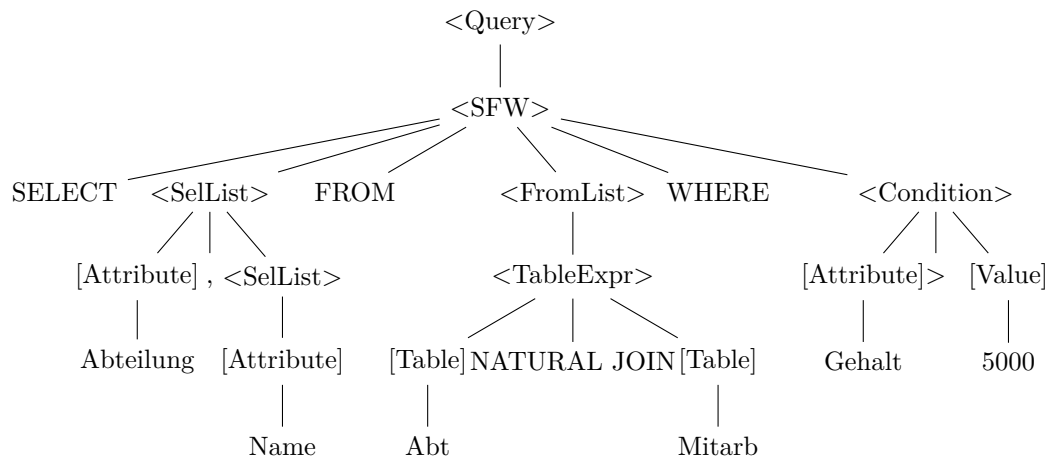 <Query>
<SFW>
SELECT <SelList> FROM <FromList> WHERE <Condition>
[Attribute] , <SelList> <TableExpr> [Attribute] > [Value]
Abteilung [Attribute] [Table] NATURAL JOIN [Table] Gehalt 5000
Name Abt Mitarb